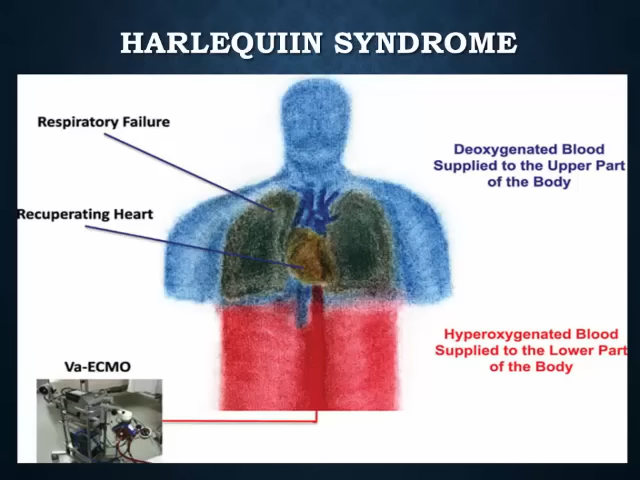 HARLEQUIIN SYNDROME
Respiratory Failure
Deoxygenated Blood
Supplied to the Upper Part
of the Body
Recuperating Heart
Hyperoxygenated Blood
Supplied to the Lower Part
of the Body
Va-ECMO